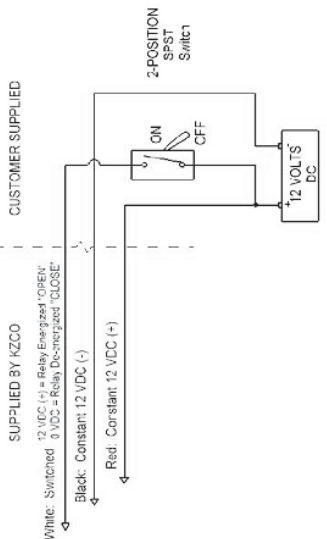 SUPPLIED BY KZCO
CUSTOMER SUPPLIED
White: Switched
12 VDC (+) = Relay Energized "OPEN"
0 VDC = Relay De-energized "CLOSE"
Black: Constant 12 VDC (-)
Red: Constant 12 VDC (+)
2-POSITION
SPST
Switch
ON
OFF
+ 12 VOLTS -
DC